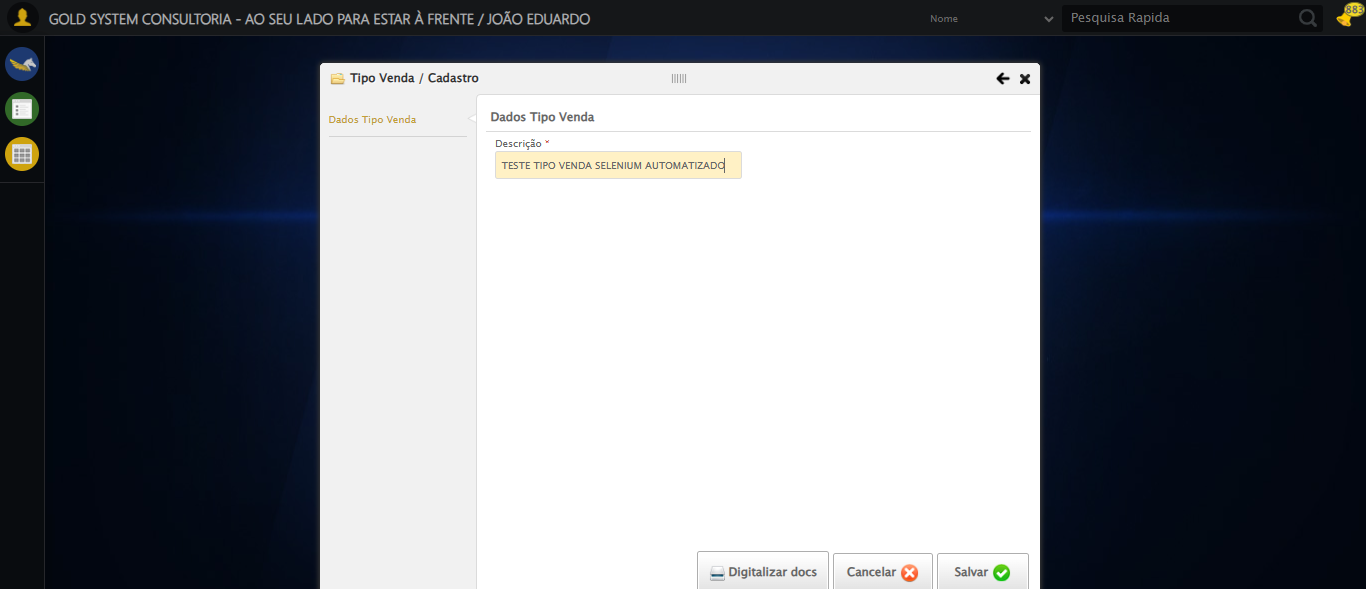 GOLD SYSTEM CONSULTORIA - AO SEU LADO PARA ESTAR À FRENTE / JOÃO EDUARDO
Nome
Pesquisa Rapida
883
Tipo Venda / Cadastro
Dados Tipo Venda
Dados Tipo Venda
Descrição *
TESTE TIPO VENDA SELENIUM AUTOMATIZADO
Digitalizar docs
Cancelar
Salvar